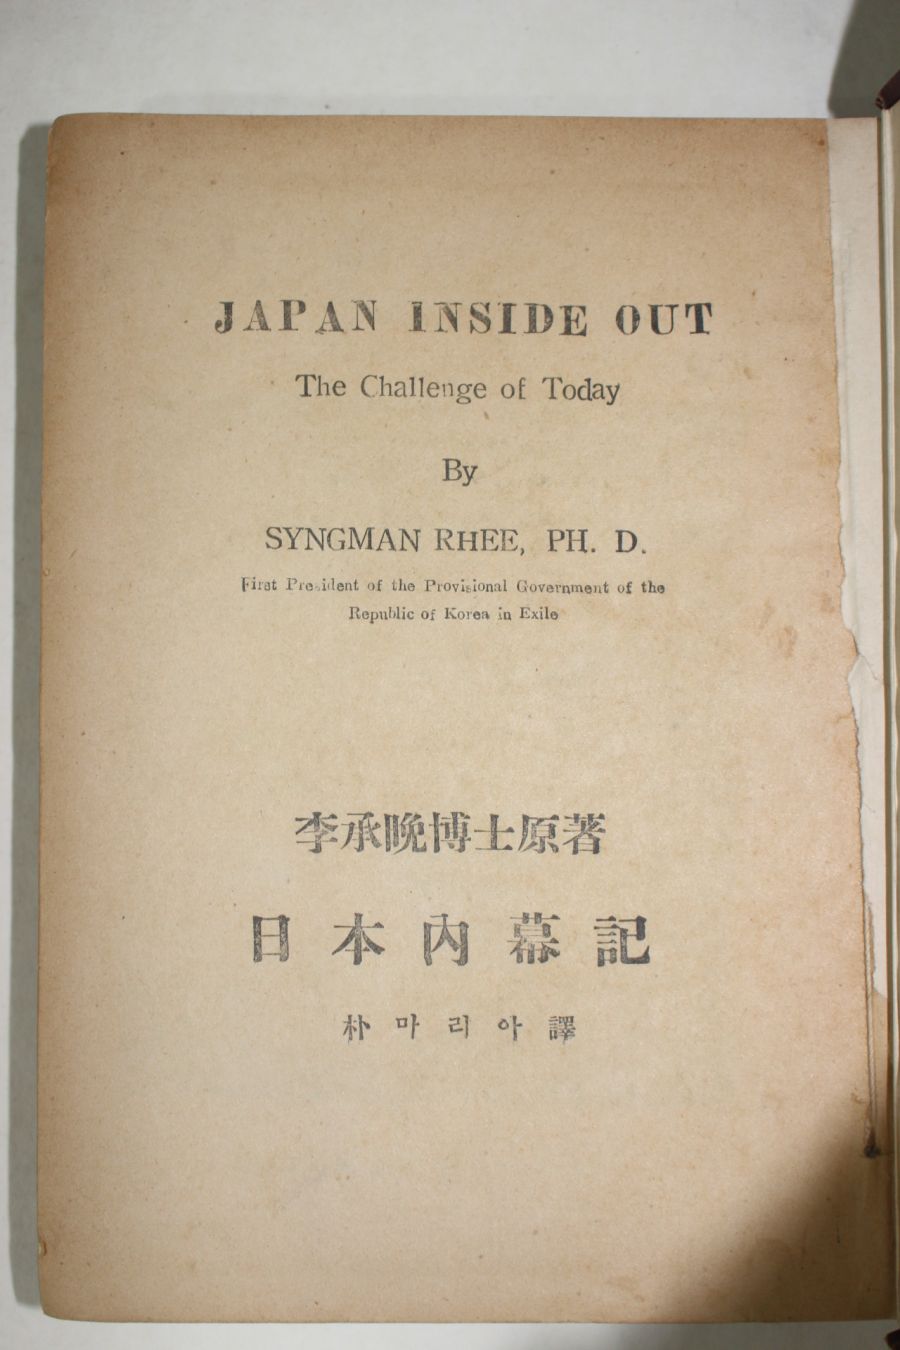 JAPAN INSIDE OUT
The Challenge of Today
By
SYNGMAN RHEE, PH. D.
First President of the Provisional Government of the
Republic of Korea in Exile
李承晩博士原著
日本內幕記
朴마리아譯